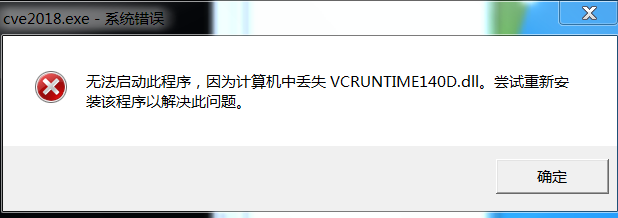 cve2018.exe - 系统错误
无法启动此程序，因为计算机中丢失 VCRUNTIME140D.dll。尝试重新安
装该程序以解决此问题。
确定